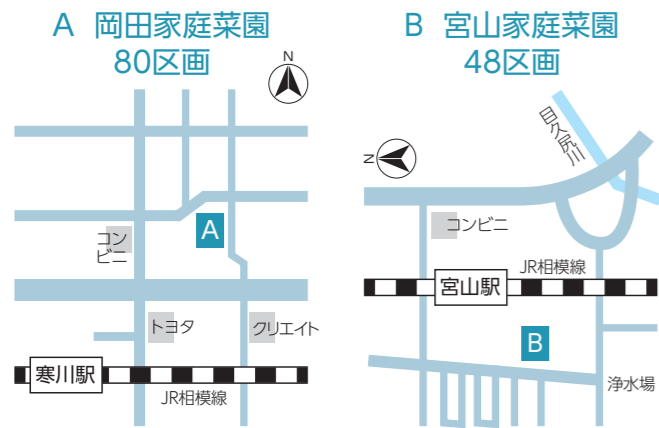 A 岡田家庭菜園
80区画
N
コン
ビニ
A
トヨタ
クリエイト
寒川駅
JR相模線
B 宮山家庭菜園
48区画
目久尻川
N
コンビニ
JR相模線
宮山駅
B
浄水場